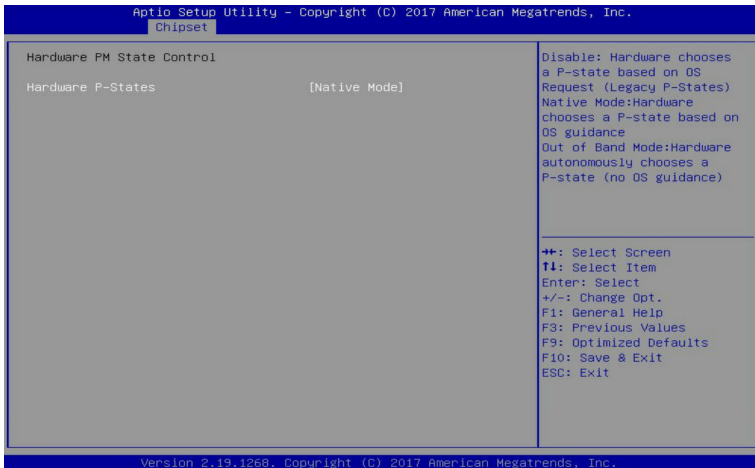 Aptio Setup Utility – Copyright (C) 2017 American Megatrends, Inc.
Chipset
Hardware PM State Control
Hardware P-States [Native Mode]
Disable: Hardware chooses
a P-state based on OS
Request (Legacy P-States)
Native Mode:Hardware
chooses a P-state based on
OS guidance
Out of Band Mode:Hardware
autonomously chooses a
P-state (no OS guidance)
→←: Select Screen
↑↓: Select Item
Enter: Select
+/-: Change Opt.
F1: General Help
F3: Previous Values
F9: Optimized Defaults
F10: Save & Exit
ESC: Exit
Version 2.19.1268. Copyright (C) 2017 American Megatrends, Inc.